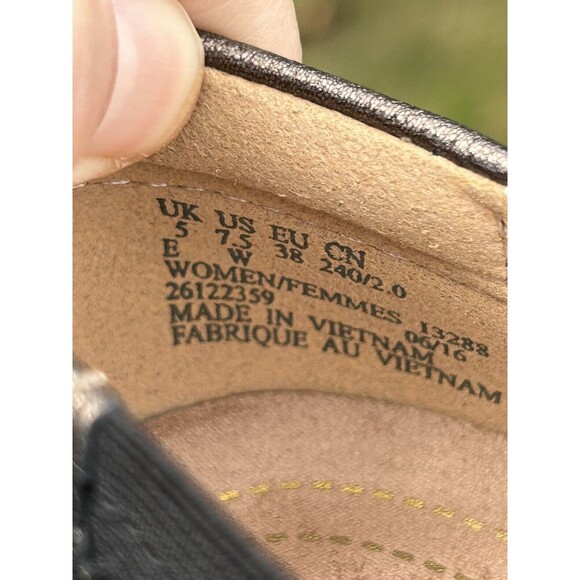 UK US EU CN
5 7.5 38 240/2.0
E W
WOMEN/FEMMES 13288
26122359 06/16
MADE IN VIETNAM
FABRIQUE AU VIETNAM